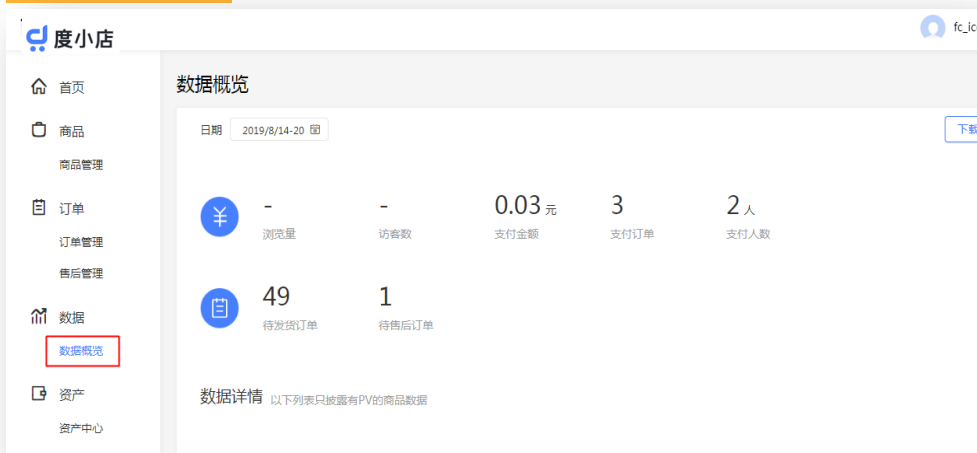 度小店
fc_ic
首页
商品
商品管理
订单
订单管理
售后管理
数据
数据概览
资产
资产中心
数据概览
日期 2019/8/14-20
下载
- - 0.03 元 3 2 人
浏览量 访客数 支付金额 支付订单 支付人数
49 1
待发货订单 待售后订单
数据详情 以下列表只披露有PV的商品数据